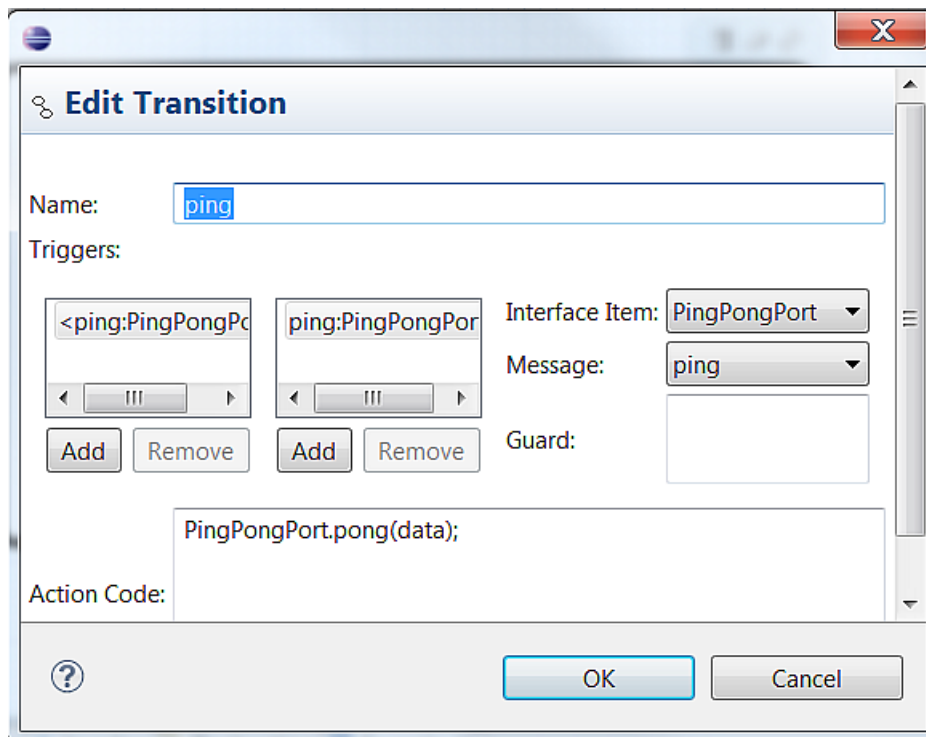 Edit Transition
Name: ping
Triggers:
<ping:PingPongPo ping:PingPongPor Interface Item: PingPongPort
Message: ping
Add Remove Add Remove Guard:
PingPongPort.pong(data);
Action Code:
OK Cancel